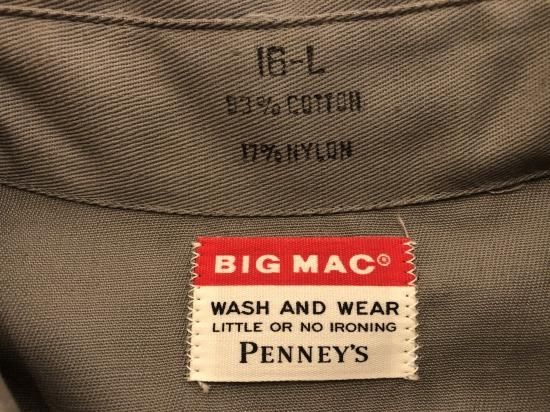 16-L
83% COTTON
17% NYLON
BIG MAC®
WASH AND WEAR
LITTLE OR NO IRONING
PENNEY'S